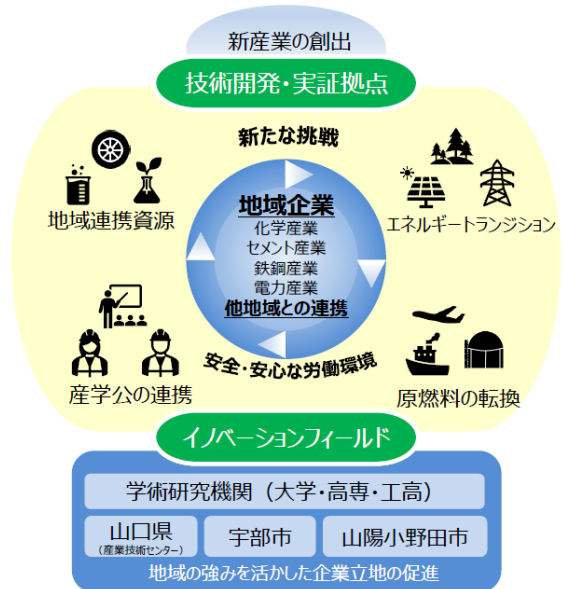 新産業の創出
技術開発・実証拠点
新たな挑戦
地域連携資源
エネルギートランジション
地域企業
化学産業
セメント産業
鉄鋼産業
電力産業
他地域との連携
産学公の連携
原燃料の転換
安全・安心な労働環境
イノベーションフィールド
学術研究機関（大学・高専・工高）
山口県
（産業技術センター）
宇部市
山陽小野田市
地域の強みを活かした企業立地の促進